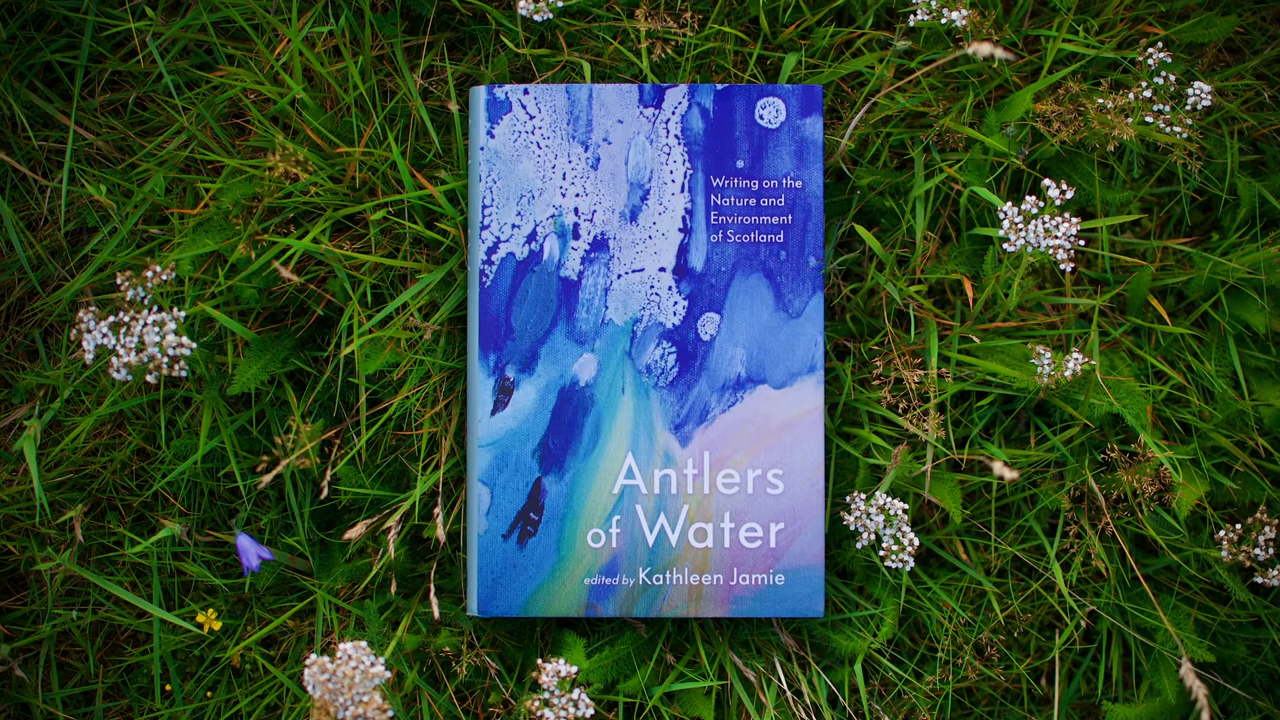 Writing on the
Nature and
Environment
of Scotland
Antlers
of Water
edited by Kathleen Jamie